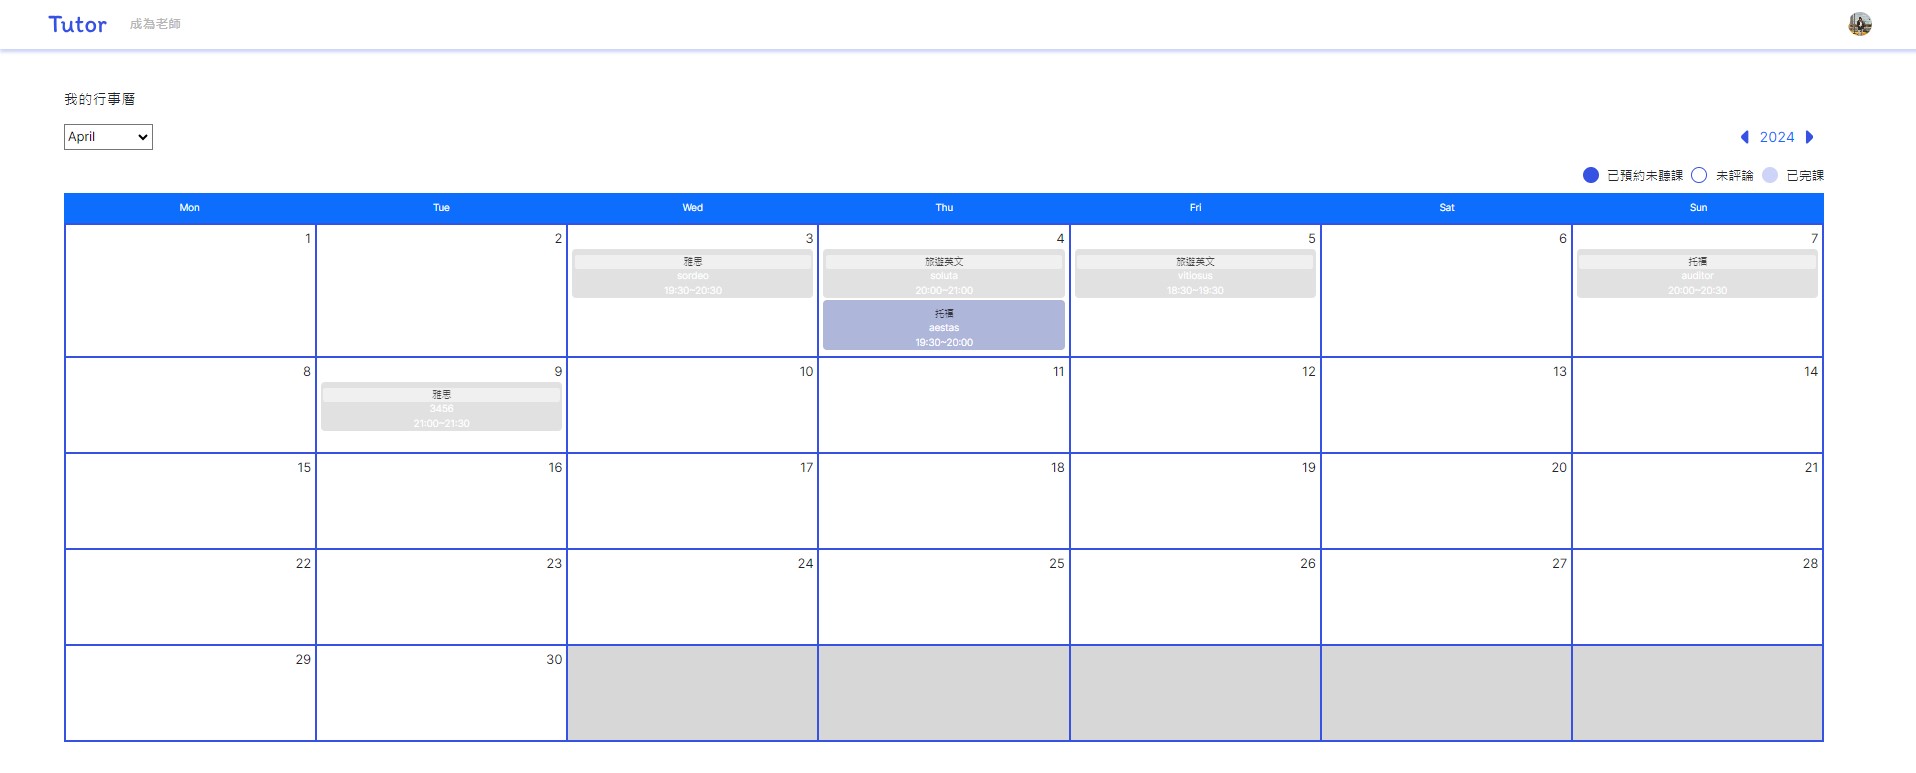 Tutor 成為老師
我的行事曆
April
2024
已預約未聽課 未評論 已完課
Mon Tue Wed Thu Fri Sat Sun
1 2 3 4 5 6 7
雅思
sordeo
19:30~20:30
旅遊英文
soluta
20:00~21:00
托福
aestas
19:30~20:00
旅遊英文
vitiosus
18:30~19:30
托福
auditor
20:00~20:30
8 9 10 11 12 13 14
雅思
3456
21:00~21:30
15 16 17 18 19 20 21
22 23 24 25 26 27 28
29 30